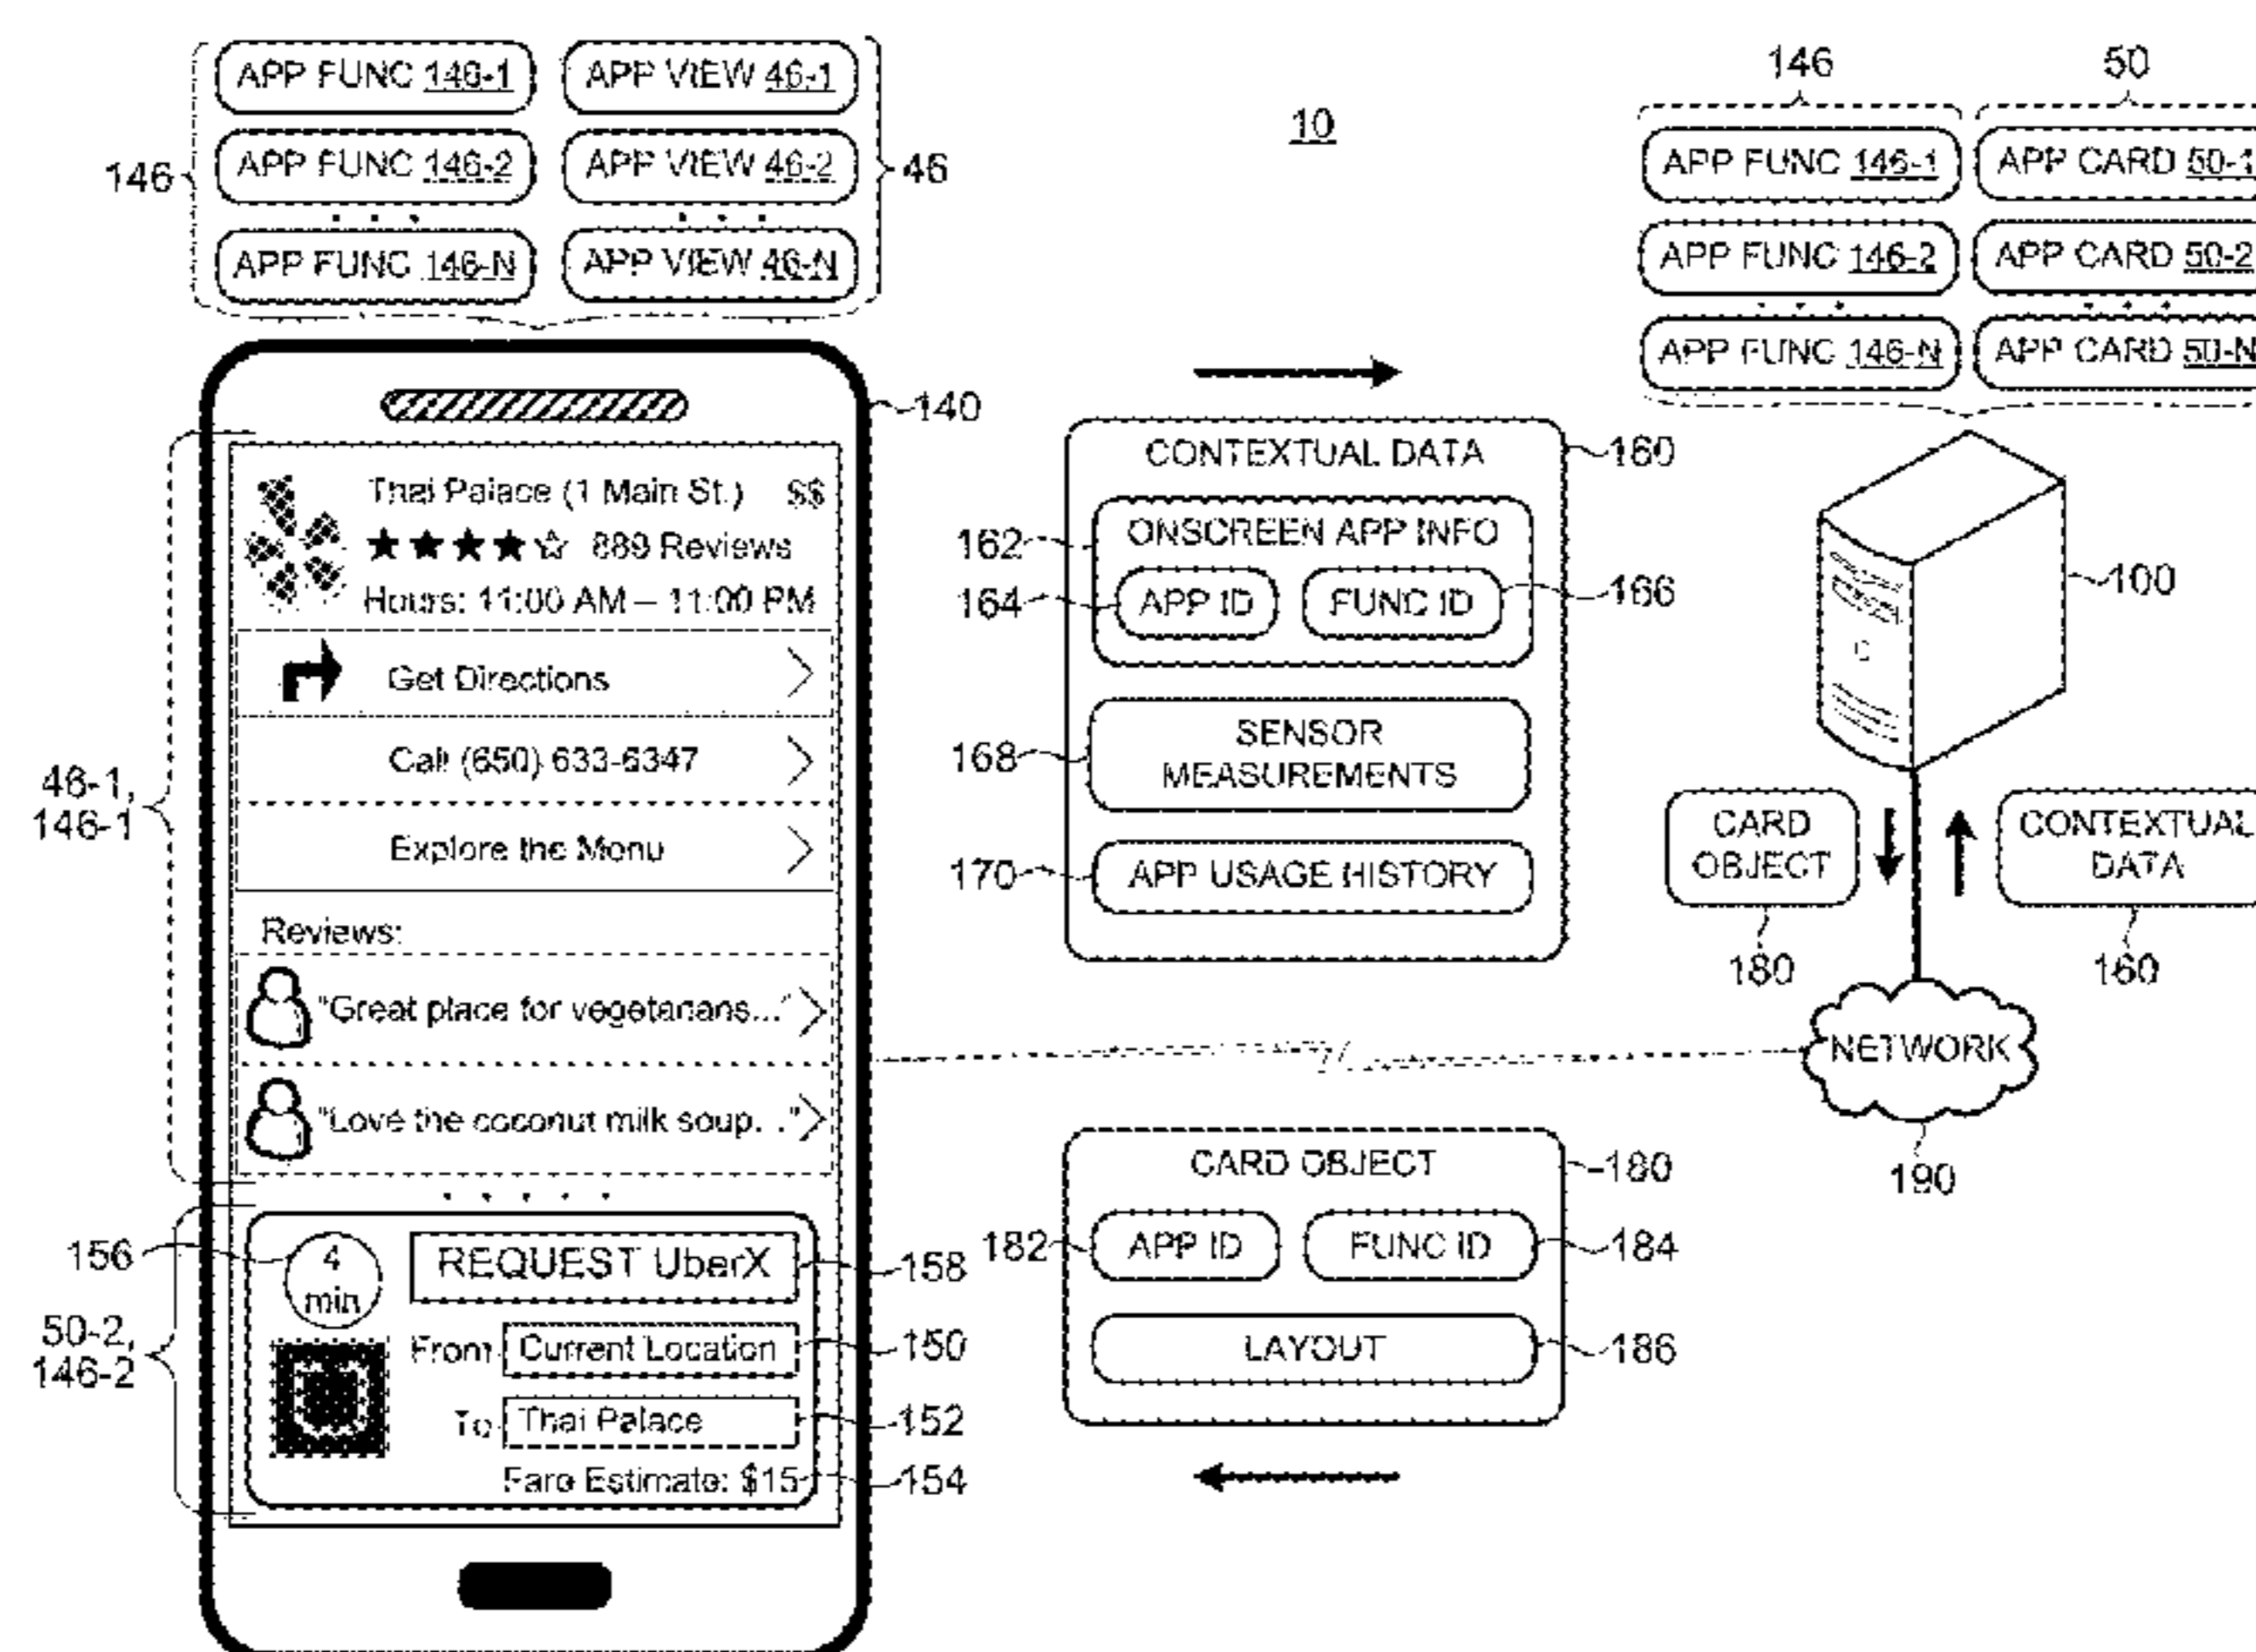 APP FUNC 146-1
APP VIEW 46-1
APP FUNC 146-2
APP VIEW 46-2
. . .
. . .
APP FUNC 146-N
APP VIEW 46-N
146
46
10
146
50
APP FUNC 146-1
APP CARD 50-1
APP FUNC 146-2
APP CARD 50-2
. . .
. . .
APP FUNC 146-N
APP CARD 50-N
140
Thai Palace (1 Main St.) $$
889 Reviews
Hours: 11:00 AM – 11:00 PM
Get Directions
Call (650) 633-6347
Explore the Menu
Reviews:
"Great place for vegetarians..."
"Love the coconut milk soup..."
. . . . .
46-1,
146-1
4
min
REQUEST UberX
From Current Location
To Thai Palace
Fare Estimate: $15
156
50-2,
146-2
158
150
152
154
CONTEXTUAL DATA
160
ONSCREEN APP INFO
162
APP ID
FUNC ID
164
166
SENSOR
MEASUREMENTS
168
APP USAGE HISTORY
170
100
CARD
OBJECT
180
CONTEXTUAL
DATA
160
NETWORK
190
CARD OBJECT
180
APP ID
FUNC ID
182
184
LAYOUT
186